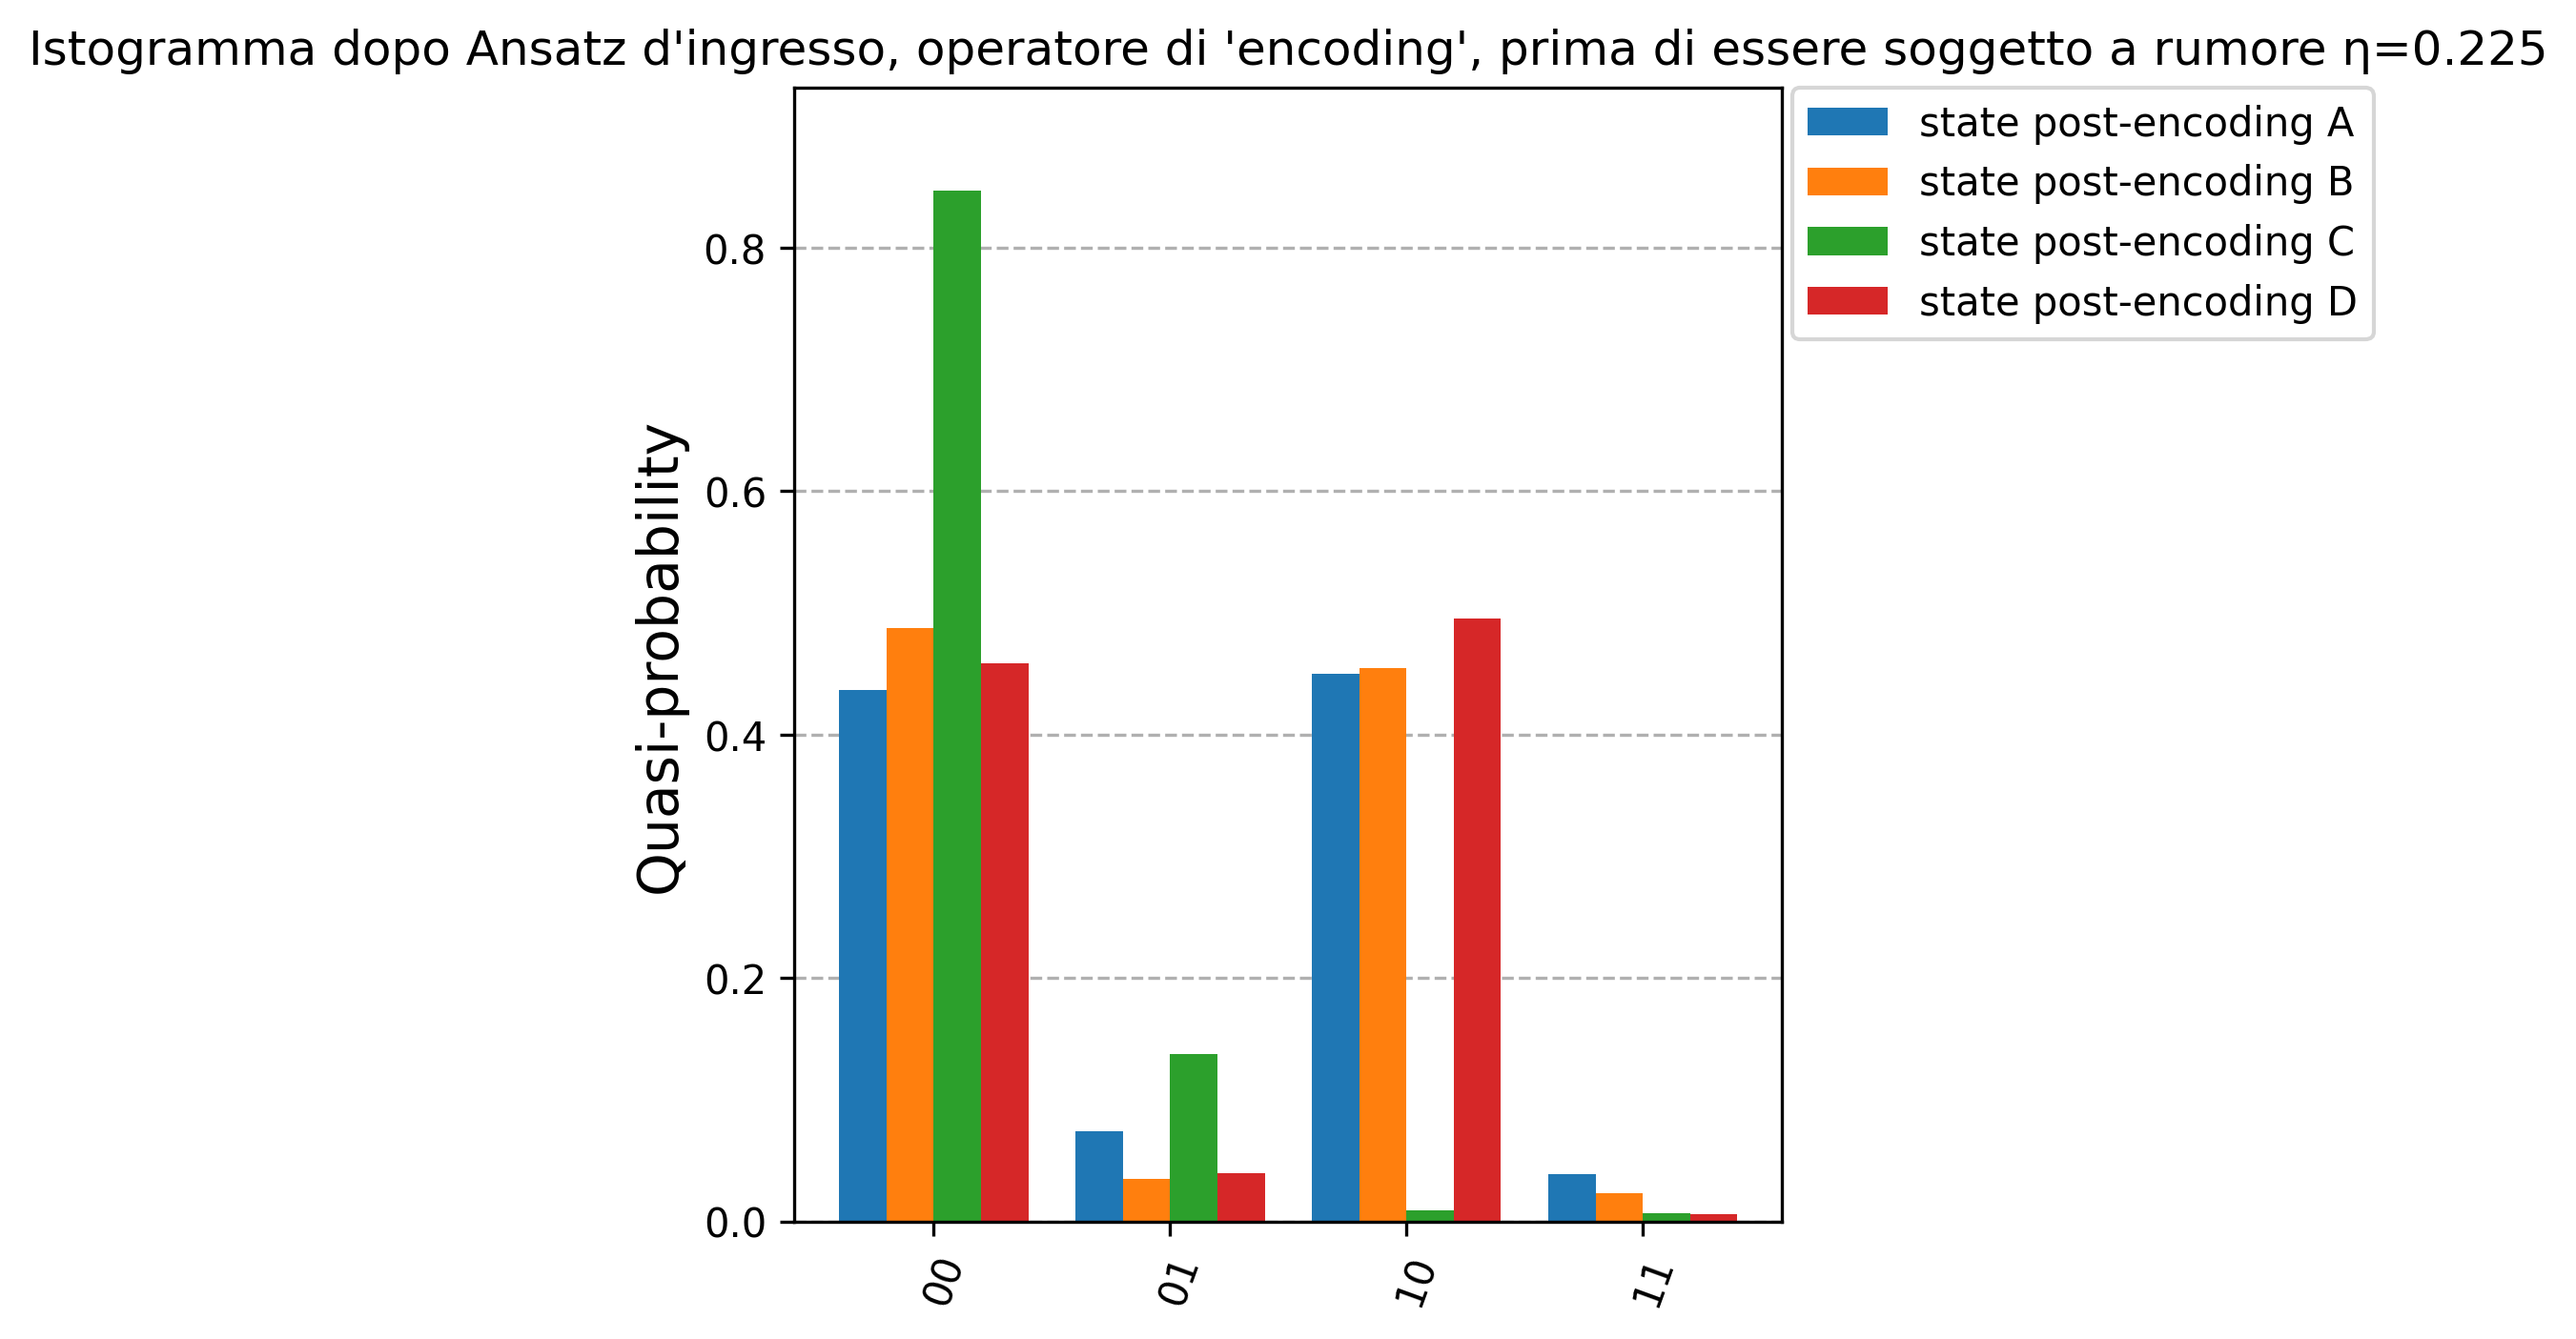 Istogramma dopo Ansatz d'ingresso, operatore di 'encoding', prima di essere soggetto a rumore η=0.225
state post-encoding A
state post-encoding B
state post-encoding C
state post-encoding D
Quasi-probability
0.8
0.6
0.4
0.2
0.0
00
01
10
11